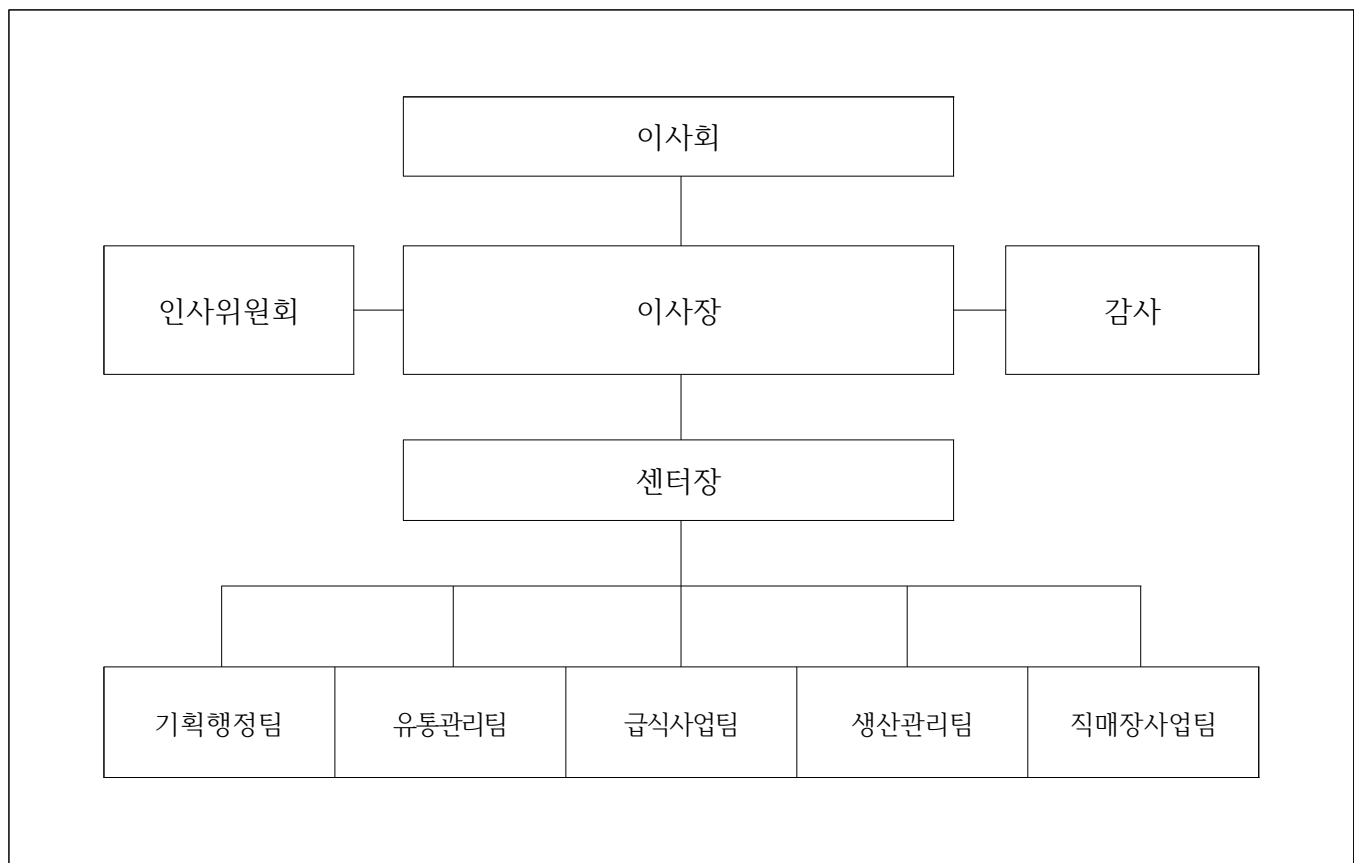 이사회
인사위원회
이사장
감사
센터장
기획행정팀
유통관리팀
급식사업팀
생산관리팀
직매장사업팀